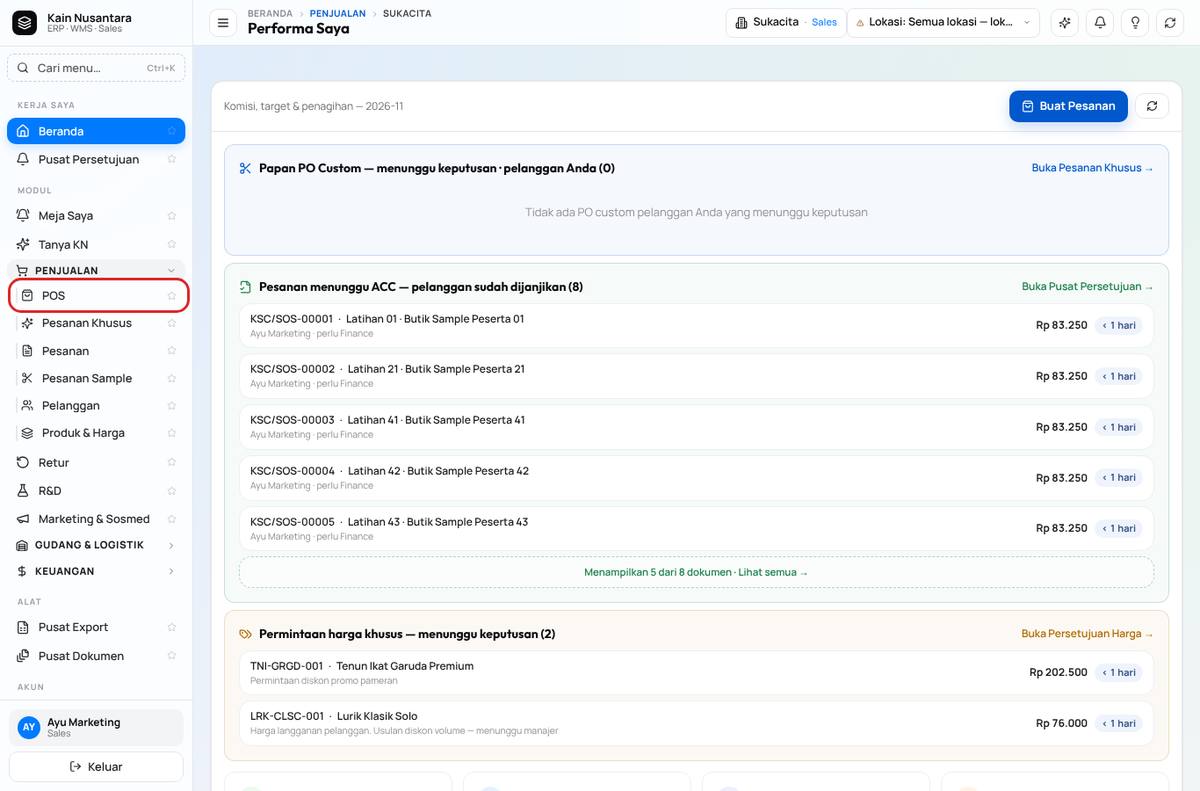 Kain Nusantara
ERP · WMS · Sales
Cari menu... Ctrl+K
KERJA SAYA
Beranda
Pusat Persetujuan
MODUL
Meja Saya
Tanya KN
PENJUALAN
POS
Pesanan Khusus
Pesanan
Pesanan Sample
Pelanggan
Produk & Harga
Retur
R&D
Marketing & Sosmed
GUDANG & LOGISTIK
KEUANGAN
ALAT
Pusat Export
Pusat Dokumen
AKUN
AY Ayu Marketing
Sales
Keluar
BERANDA › PENJUALAN › SUKACITA
Performa Saya
Sukacita · Sales
Lokasi: Semua lokasi — lok...
Komisi, target & penagihan — 2026-11
Buat Pesanan
Papan PO Custom — menunggu keputusan · pelanggan Anda (0)
Buka Pesanan Khusus →
Tidak ada PO custom pelanggan Anda yang menunggu keputusan
Pesanan menunggu ACC — pelanggan sudah dijanjikan (8)
Buka Pusat Persetujuan →
KSC/SOS-00001 · Latihan 01 · Butik Sample Peserta 01
Ayu Marketing · perlu Finance
Rp 83.250 < 1 hari
KSC/SOS-00002 · Latihan 21 · Butik Sample Peserta 21
Ayu Marketing · perlu Finance
Rp 83.250 < 1 hari
KSC/SOS-00003 · Latihan 41 · Butik Sample Peserta 41
Ayu Marketing · perlu Finance
Rp 83.250 < 1 hari
KSC/SOS-00004 · Latihan 42 · Butik Sample Peserta 42
Ayu Marketing · perlu Finance
Rp 83.250 < 1 hari
KSC/SOS-00005 · Latihan 43 · Butik Sample Peserta 43
Ayu Marketing · perlu Finance
Rp 83.250 < 1 hari
Menampilkan 5 dari 8 dokumen · Lihat semua →
Permintaan harga khusus — menunggu keputusan (2)
Buka Persetujuan Harga →
TNI-GRGD-001 · Tenun Ikat Garuda Premium
Permintaan diskon promo pameran
Rp 202.500 < 1 hari
LRK-CLSC-001 · Lurik Klasik Solo
Harga langganan pelanggan. Usulan diskon volume — menunggu manajer
Rp 76.000 < 1 hari